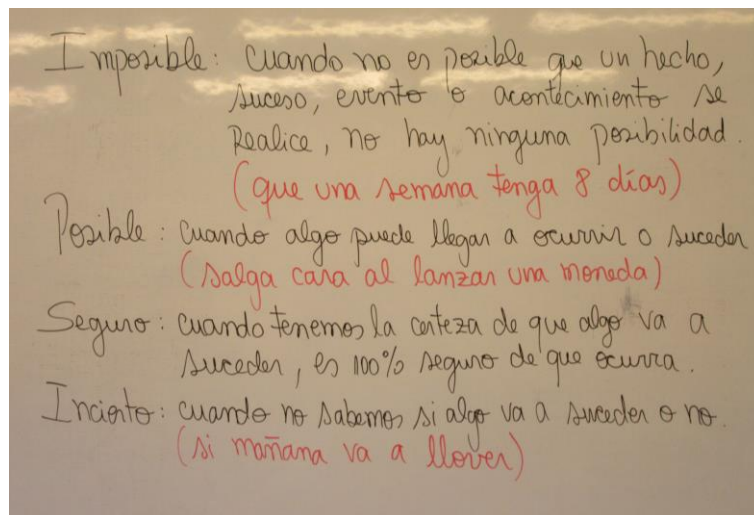 Imposible: cuando no es posible que un hecho,
suceso, evento o acontecimiento se
Realice, no hay ninguna posibilidad.
(que una semana tenga 8 días)
Posible: cuando algo puede llegar a ocurrir o suceder
(salga cara al lanzar una moneda)
Seguro: cuando tenemos la certeza de que algo va a
suceder, es 100% seguro de que ocurra.
Incierto: cuando no sabemos si algo va a suceder o no.
(si mañana va a llover)